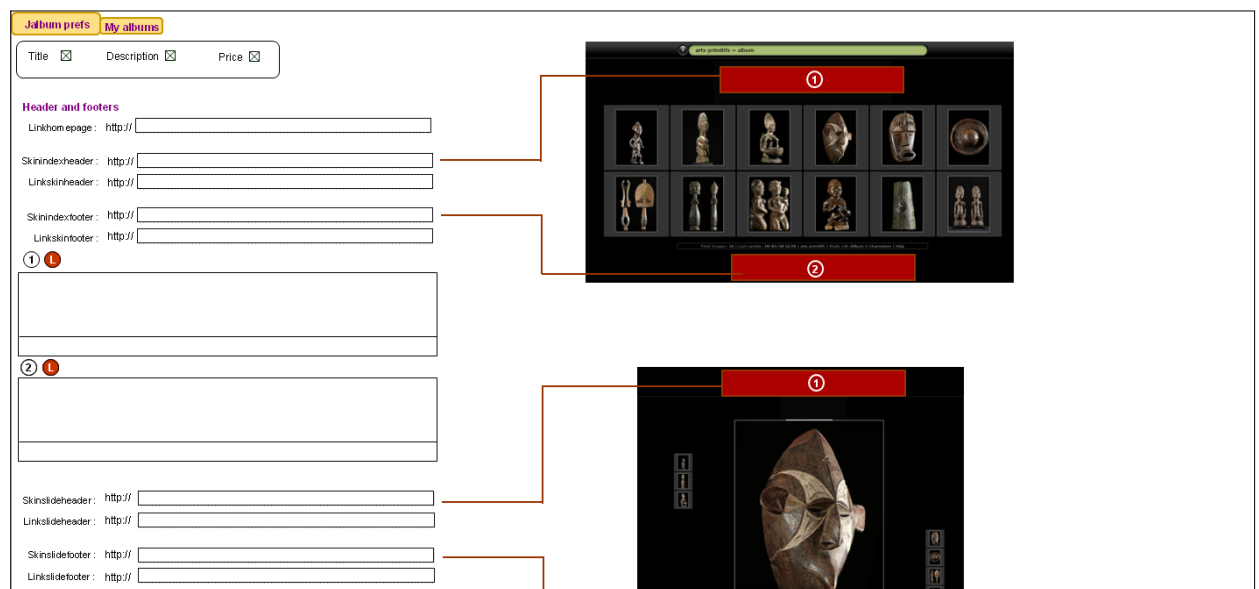 Jalbum prefs
My albums
Title Description Price
Header and footers
Linkhomepage : http://
Skinindexheader : http://
Linkskinheader : http://
Skinindexfooter : http://
Linkskinfooter : http://
1 L
2 L
Skinslideheader : http://
Linkslideheader : http://
Skinslidefooter : http://
Linkslidefooter : http://
arts-primitifs = album
1
2
1